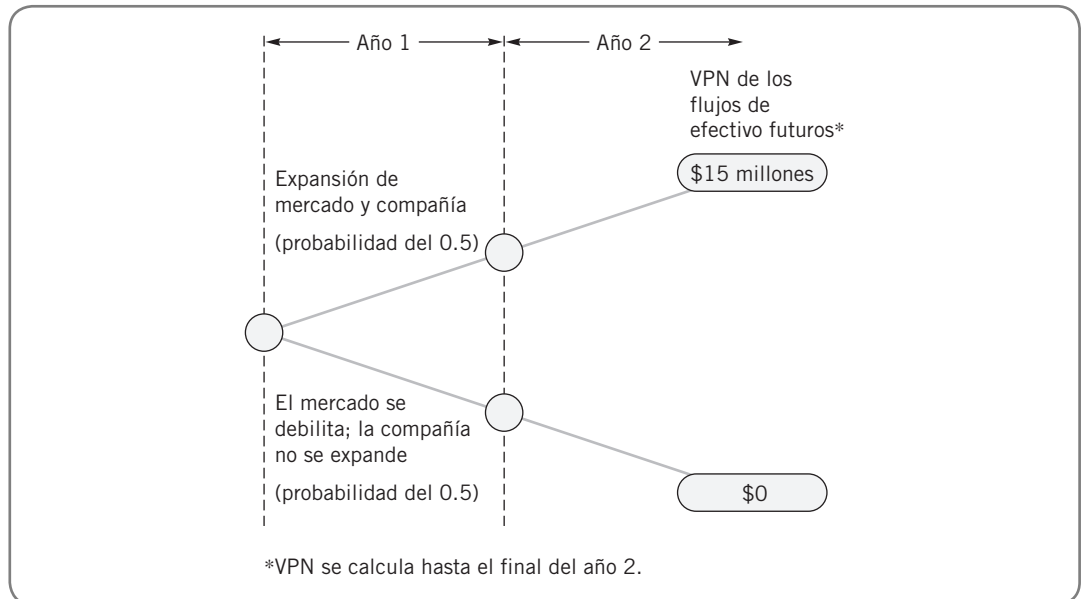 Año 1
Año 2
VPN de los
flujos de
efectivo futuros*
$15 millones
Expansión de
mercado y compañía
(probabilidad del 0.5)
El mercado se
debilita; la compañía
no se expande
(probabilidad del 0.5)
$0
*VPN se calcula hasta el final del año 2.